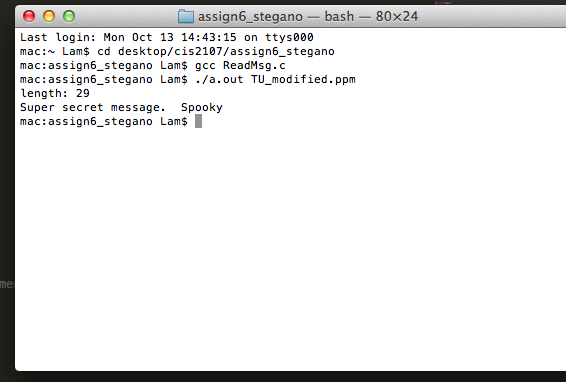 assign6_stegano — bash — 80×24
Last login: Mon Oct 13 14:43:15 on ttys000
mac:~ Lam$ cd desktop/cis2107/assign6_stegano
mac:assign6_stegano Lam$ gcc ReadMsg.c
mac:assign6_stegano Lam$ ./a.out TU_modified.ppm
length: 29
Super secret message.  Spooky
mac:assign6_stegano Lam$